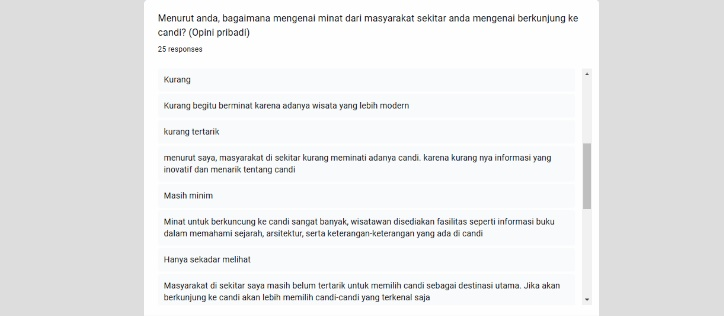 Menurut anda, bagaimana mengenai minat dari masyarakat sekitar anda mengenai berkunjung ke
candi? (Opini pribadi)
25 responses
Kurang
Kurang begitu berminat karena adanya wisata yang lebih modern
kurang tertarik
menurut saya, masyarakat di sekitar kurang meminati adanya candi. karena kurang nya informasi yang
inovatif dan menarik tentang candi
Masih minim
Minat untuk berkuncung ke candi sangat banyak, wisatawan disediakan fasilitas seperti informasi buku
dalam memahami sejarah, arsitektur, serta keterangan-keterangan yang ada di candi
Hanya sekadar melihat
Masyarakat di sekitar saya masih belum tertarik untuk memilih candi sebagai destinasi utama. Jika akan
berkunjung ke candi akan lebih memilih candi-candi yang terkenal saja